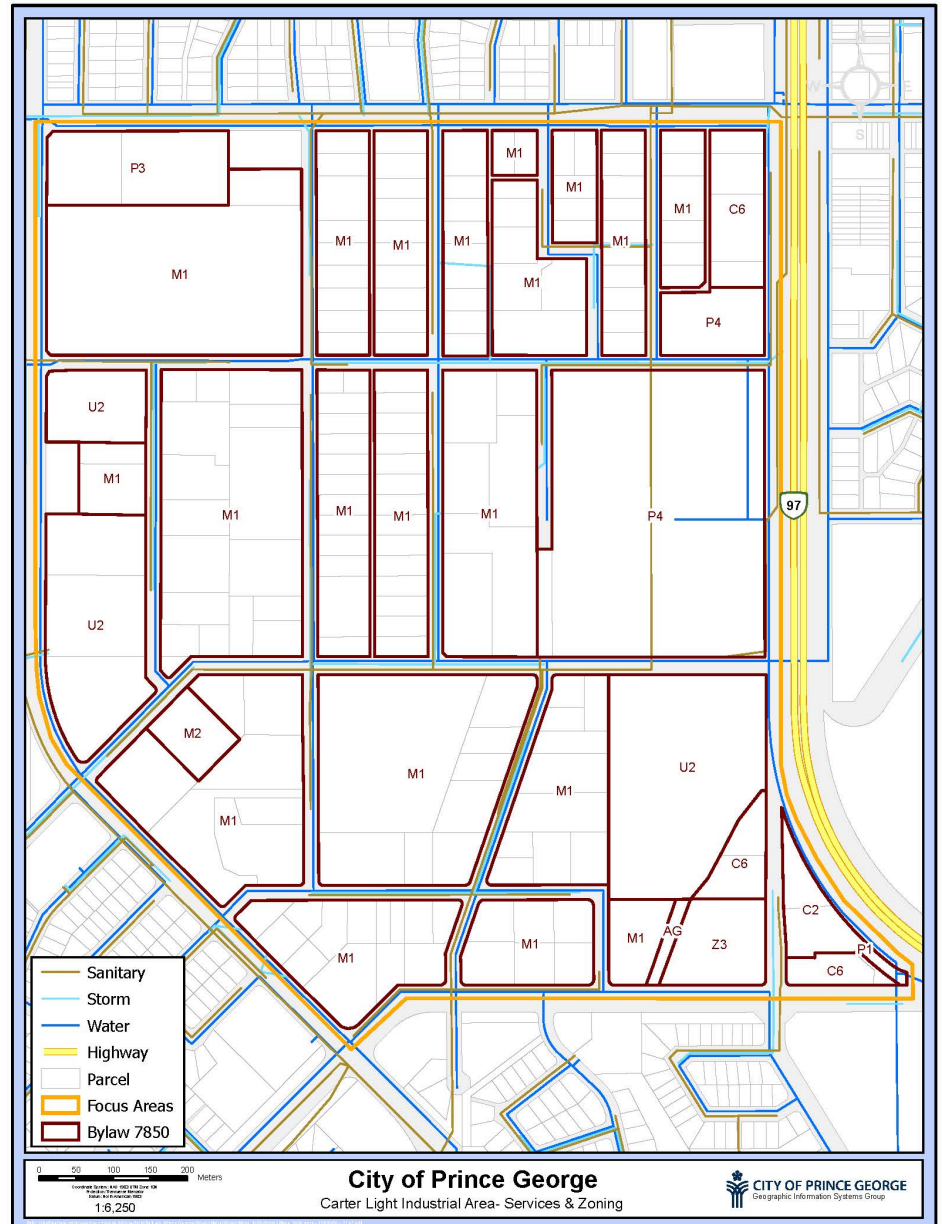 N
W E
S
P3
M1
M1
M1
M1
M1
M1
M1
M1
M1
C6
M1
P4
U2
M1
M1
M1
M1
M1
P4
97
U2
M2
M1
M1
M1
U2
C6
C2
M1
M1
M1
AG
Z3
P1
C6
Sanitary
Storm
Water
Highway
Parcel
Focus Areas
Bylaw 7850
0 50 100 150 200
Meters
1:6,250
City of Prince George
Carter Light Industrial Area- Services & Zoning
CITY OF PRINCE GEORGE
Geographic Information Systems Group